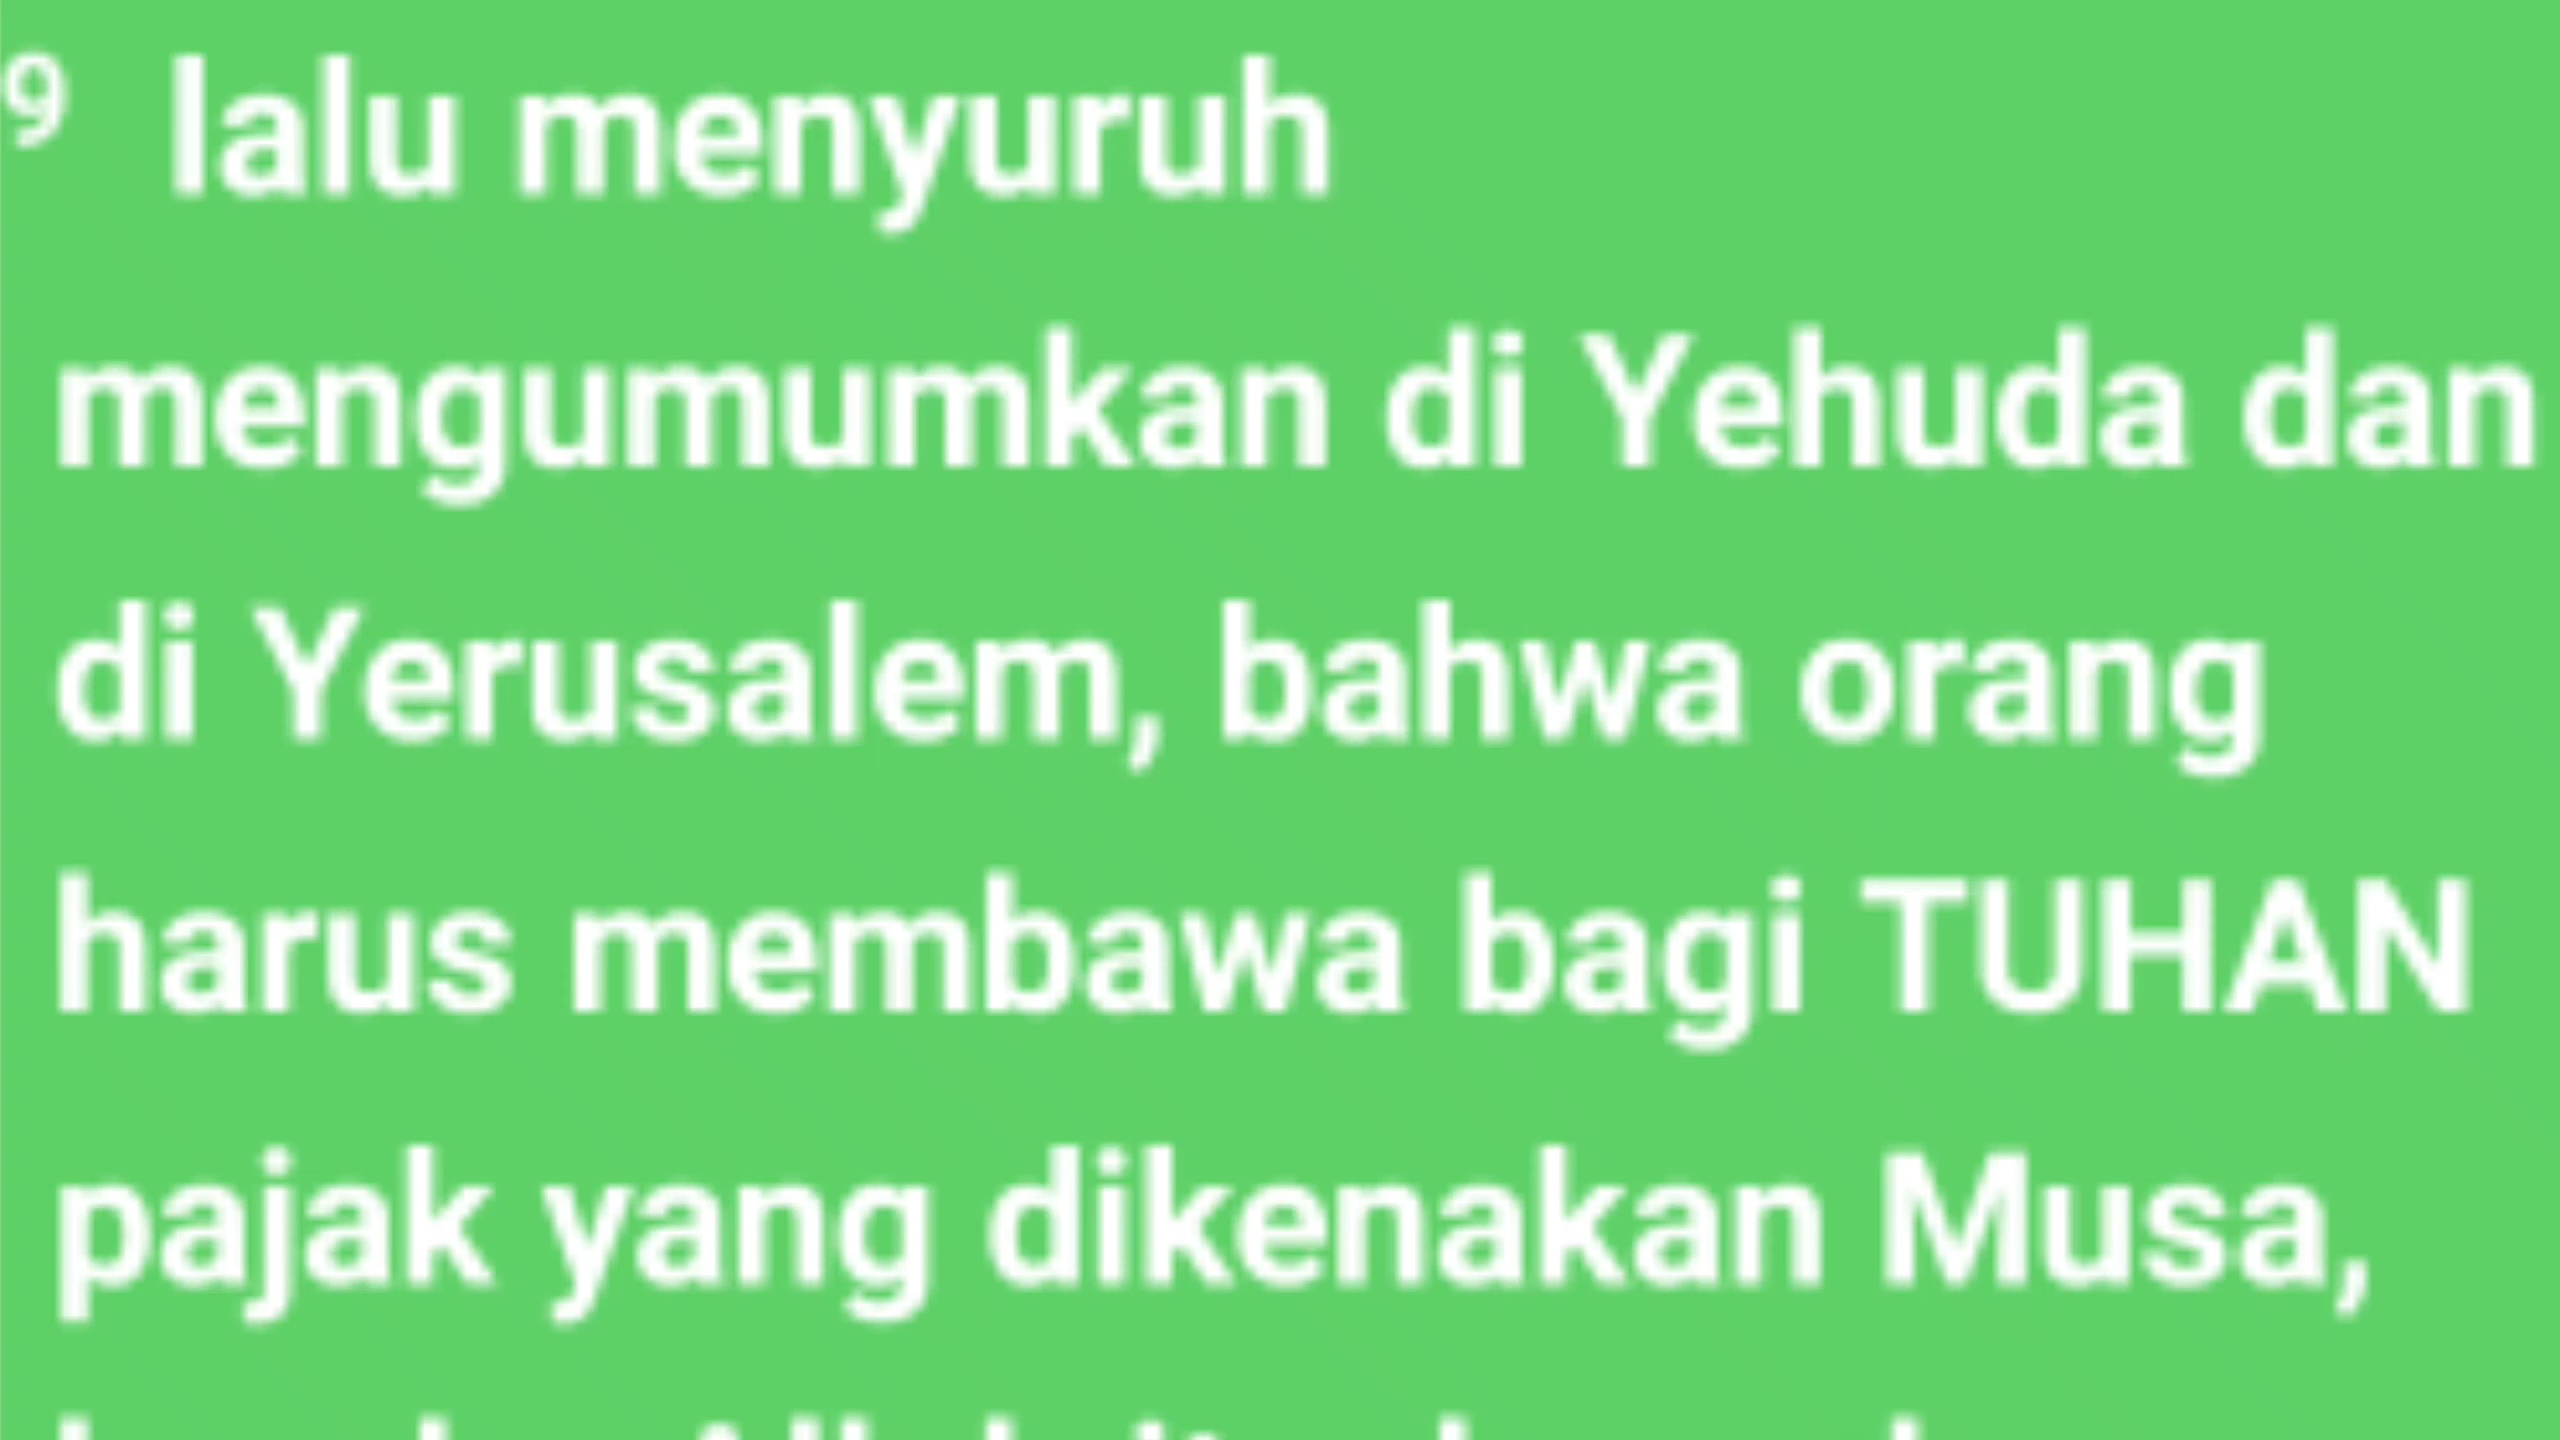 9 lalu menyuruh
mengumumkan di Yehuda dan
di Yerusalem, bahwa orang
harus membawa bagi TUHAN
pajak yang dikenakan Musa,